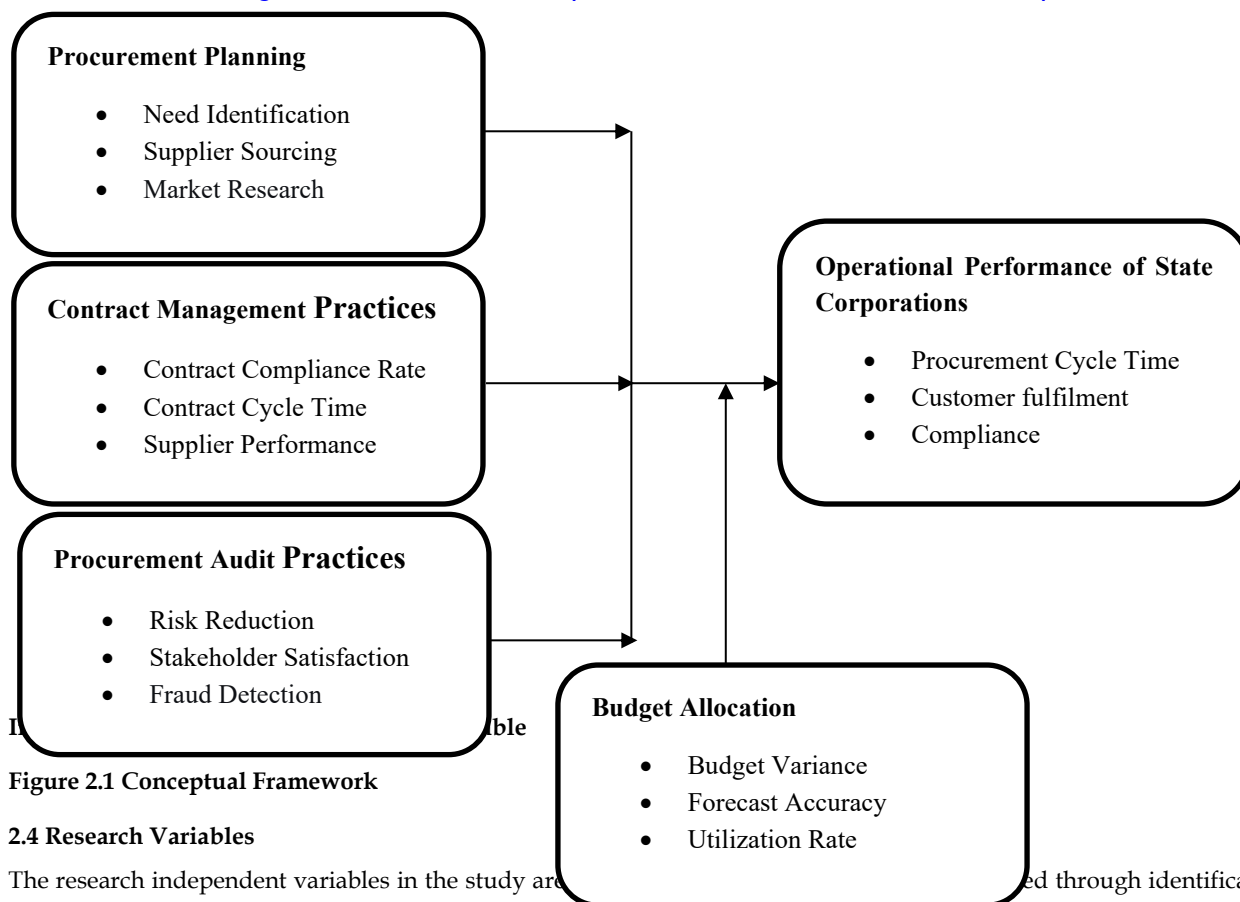 Procurement Planning
• Need Identification
• Supplier Sourcing
• Market Research
Contract Management Practices
• Contract Compliance Rate
• Contract Cycle Time
• Supplier Performance
Procurement Audit Practices
• Risk Reduction
• Stakeholder Satisfaction
• Fraud Detection
Operational Performance of State
Corporations
• Procurement Cycle Time
• Customer fulfilment
• Compliance
Budget Allocation
• Budget Variance
• Forecast Accuracy
• Utilization Rate
Figure 2.1 Conceptual Framework
2.4 Research Variables
The research independent variables in the study are
through